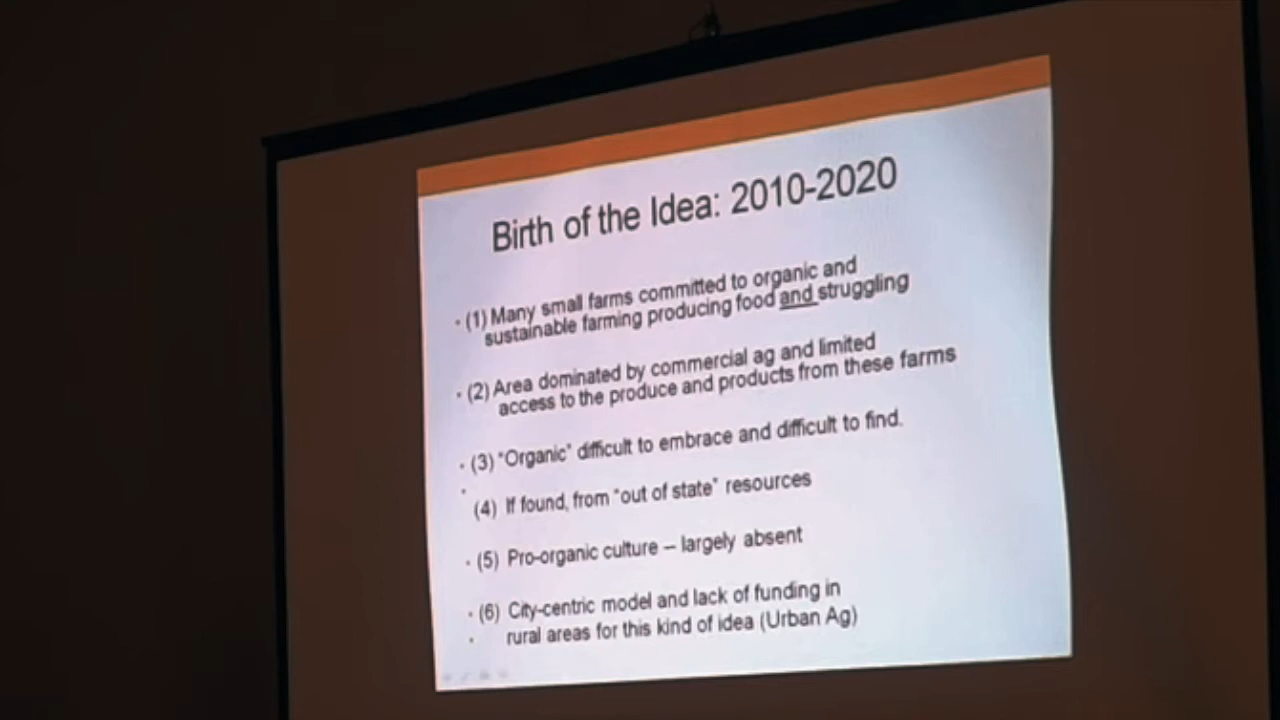 Birth of the Idea: 2010-2020
• (1) Many small farms committed to organic and
sustainable farming producing food and struggling
• (2) Area dominated by commercial ag and limited
access to the produce and products from these farms
• (3) "Organic" difficult to embrace and difficult to find.
•
(4) If found, from "out of state" resources
• (5) Pro-organic culture – largely absent
• (6) City-centric model and lack of funding in
• rural areas for this kind of idea (Urban Ag)